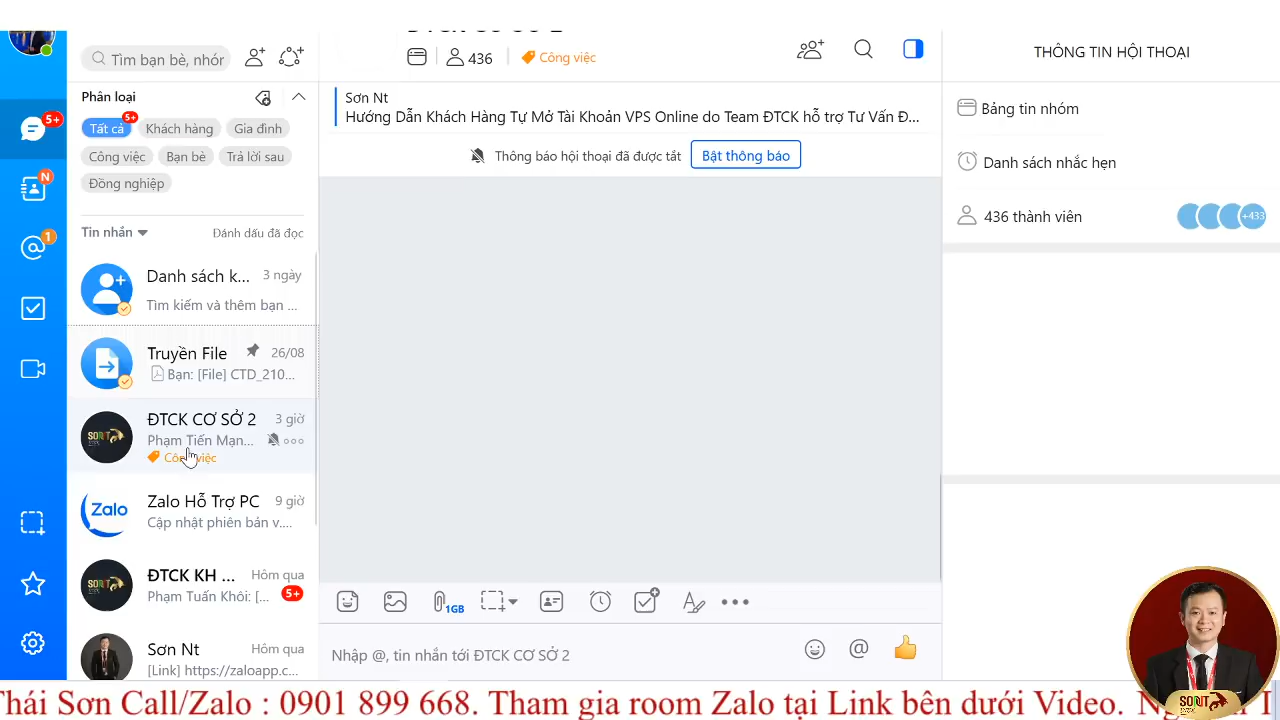 Tìm bạn bè, nhón
436
Công việc
THÔNG TIN HỘI THOẠI
Phân loại
5+
Tất cả
5+
Khách hàng
Gia đình
Công việc
Bạn bè
Trả lời sau
Đồng nghiệp
N
1
Tin nhắn
Đánh dấu đã đọc
Danh sách k...
3 ngày
Tìm kiếm và thêm bạn ...
Truyền File
26/08
Bạn: [File] CTD_210...
ĐTCK CƠ SỞ 2
3 giờ
Phạm Tiến Mạn...
Công việc
Zalo
Zalo Hỗ Trợ PC
9 giờ
Cập nhật phiên bản v....
ĐTCK KH ...
Hôm qua
Phạm Tuấn Khôi: [...
5+
Sơn Nt
Hôm qua
[Link] https://zaloapp.c...
Sơn Nt
Hướng Dẫn Khách Hàng Tự Mở Tài Khoản VPS Online do Team ĐTCK hỗ trợ Tư Vấn Đ...
Thông báo hội thoại đã được tắt
Bật thông báo
1GB
Nhập @, tin nhắn tới ĐTCK CƠ SỞ 2
Bảng tin nhóm
Danh sách nhắc hẹn
436 thành viên
+433
SONNT
Thái Sơn Call/Zalo : 0901 899 668. Tham gia room Zalo tại Link bên dưới Video.